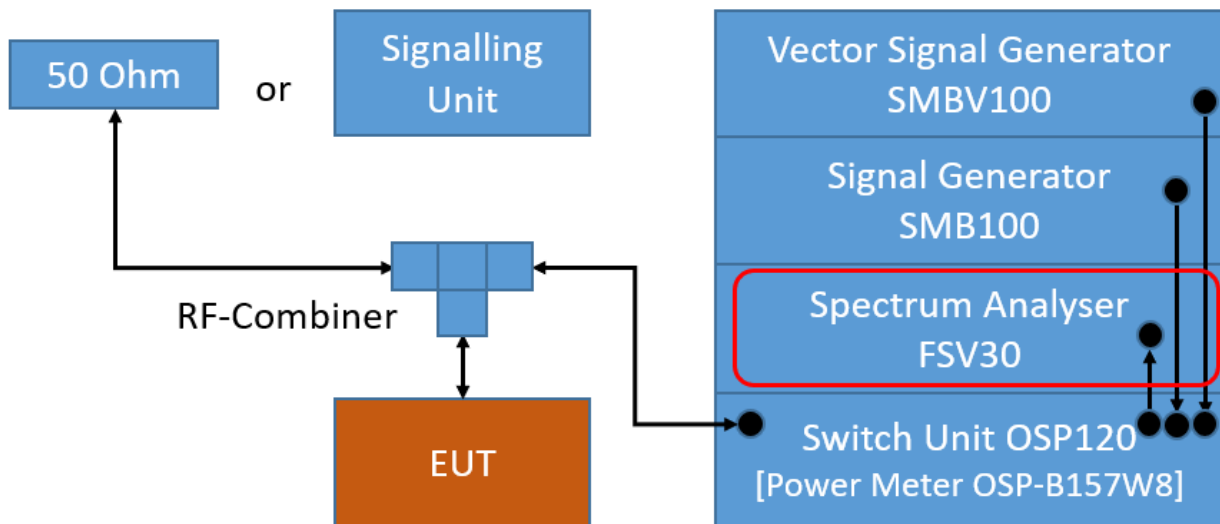 50 Ohm
or
Signalling
Unit
Vector Signal Generator
SMBV100
Signal Generator
SMB100
Spectrum Analyser
FSV30
RF-Combiner
EUT
Switch Unit OSP120
[Power Meter OSP-B157W8]